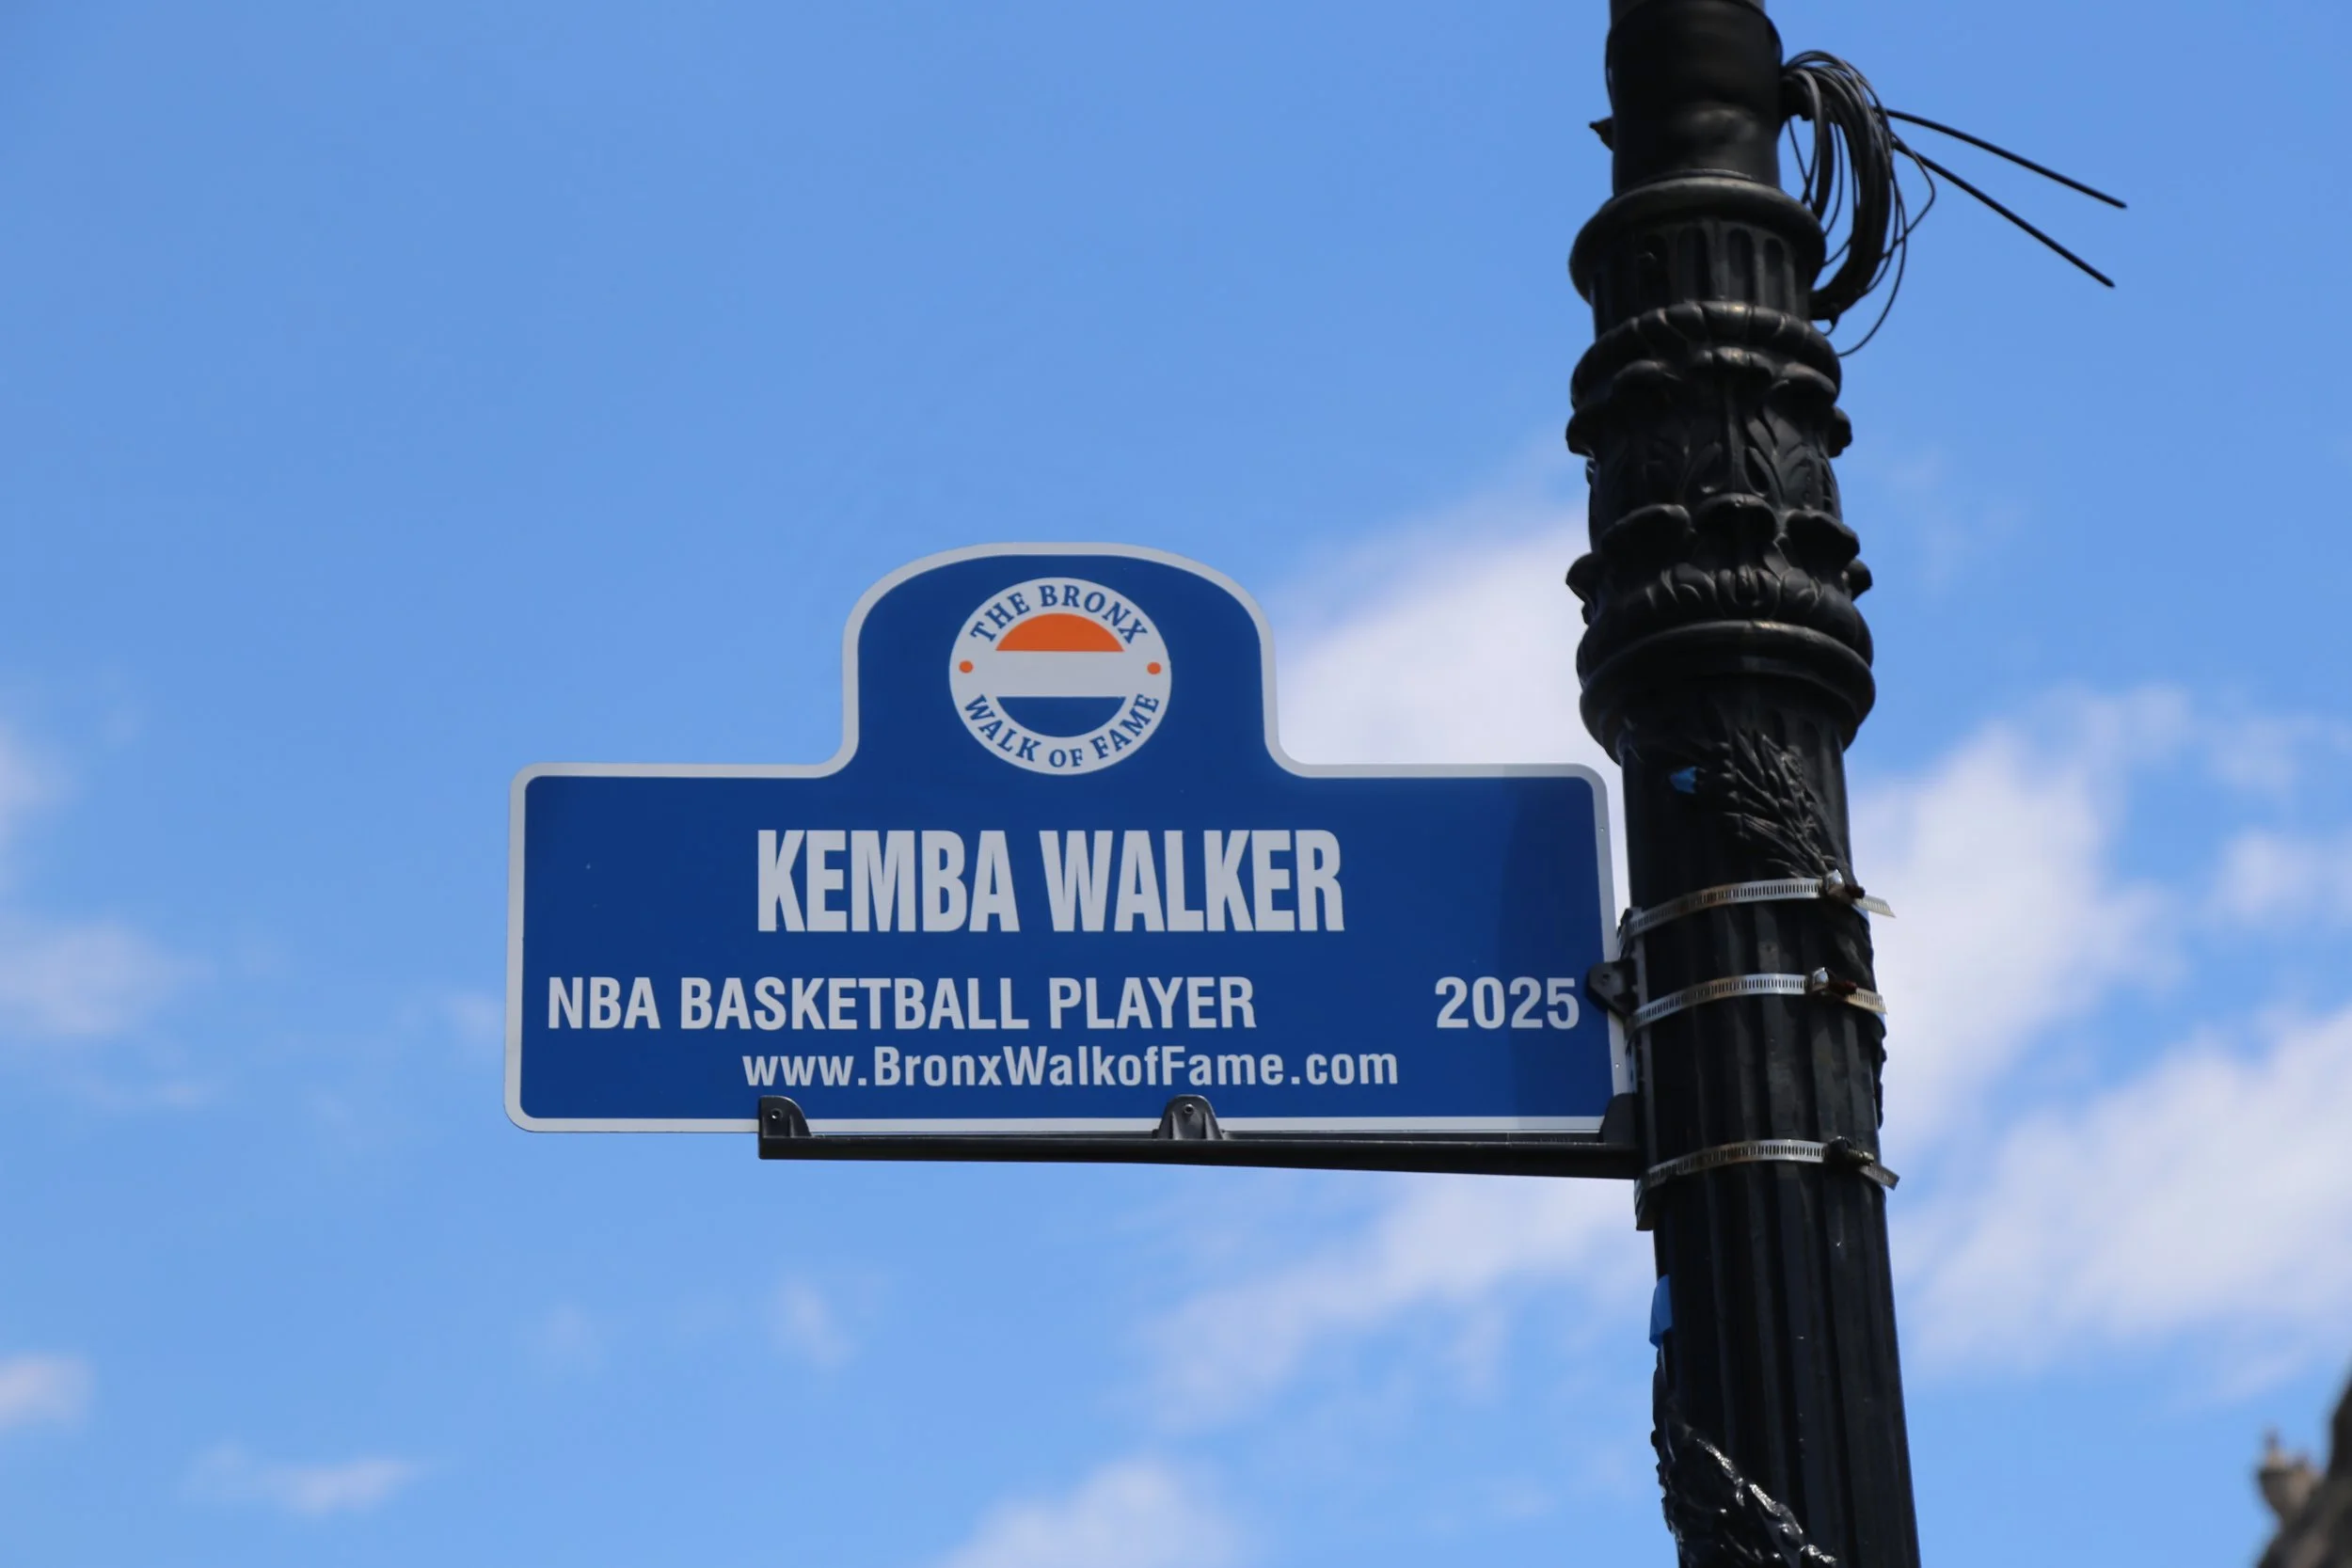 THE BRONX
WALK OF FAME
KEMBA WALKER
NBA BASKETBALL PLAYER 2025
www.BronxWalkofFame.com